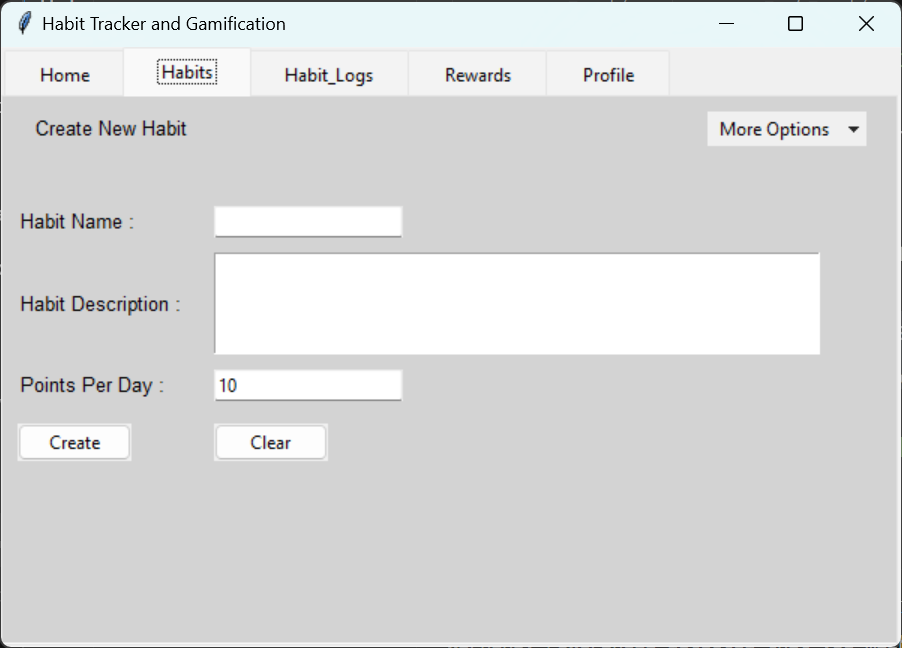 Habit Tracker and Gamification
Home Habits Habit_Logs Rewards Profile
Create New Habit More Options
Habit Name :
Habit Description :
Points Per Day : 10
Create Clear